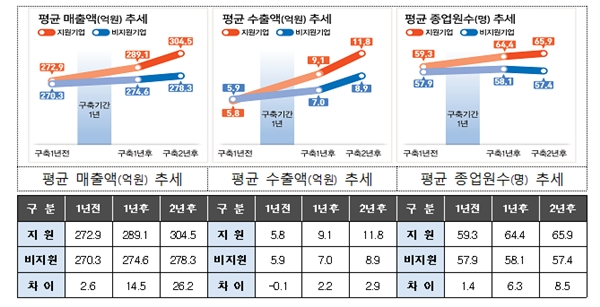 평균 매출액(억원) 추세
지원기업 비지원기업
272.9 289.1 304.5
270.3 274.6 278.3
구축기간
1년
구축1년전 구축1년후 구축2년후
평균 수출액(억원) 추세
지원기업 비지원기업
5.9 9.1 11.8
5.8 7.0 8.9
구축기간
1년
구축1년전 구축1년후 구축2년후
평균 종업원수(명) 추세
지원기업 비지원기업
59.3 64.4 65.9
57.9 58.1 57.4
구축기간
1년
구축1년전 구축1년후 구축2년후
평균 매출액(억원) 추세 평균 수출액(억원) 추세 평균 종업원수(명) 추세
구 분 1년전 1년후 2년후 구 분 1년전 1년후 2년후 구 분 1년전 1년후 2년후
지 원 272.9 289.1 304.5 지 원 5.8 9.1 11.8 지 원 59.3 64.4 65.9
비지원 270.3 274.6 278.3 비지원 5.9 7.0 8.9 비지원 57.9 58.1 57.4
차 이 2.6 14.5 26.2 차 이 -0.1 2.2 2.9 차 이 1.4 6.3 8.5